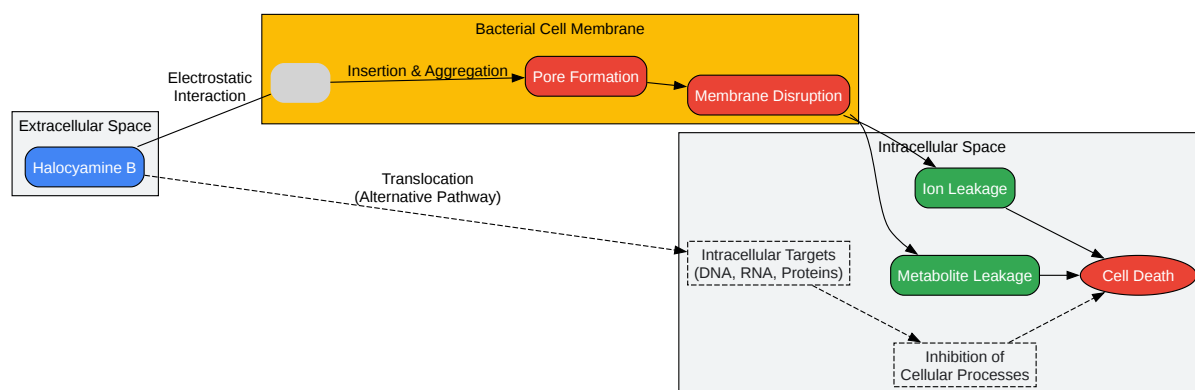 Bacterial Cell Membrane
Electrostatic
Interaction
Insertion & Aggregation
Pore Formation
Membrane Disruption
Extracellular Space
Halocyamine B
Translocation
(Alternative Pathway)
Intracellular Space
Ion Leakage
Intracellular Targets
(DNA, RNA, Proteins)
Metabolite Leakage
Cell Death
Inhibition of
Cellular Processes